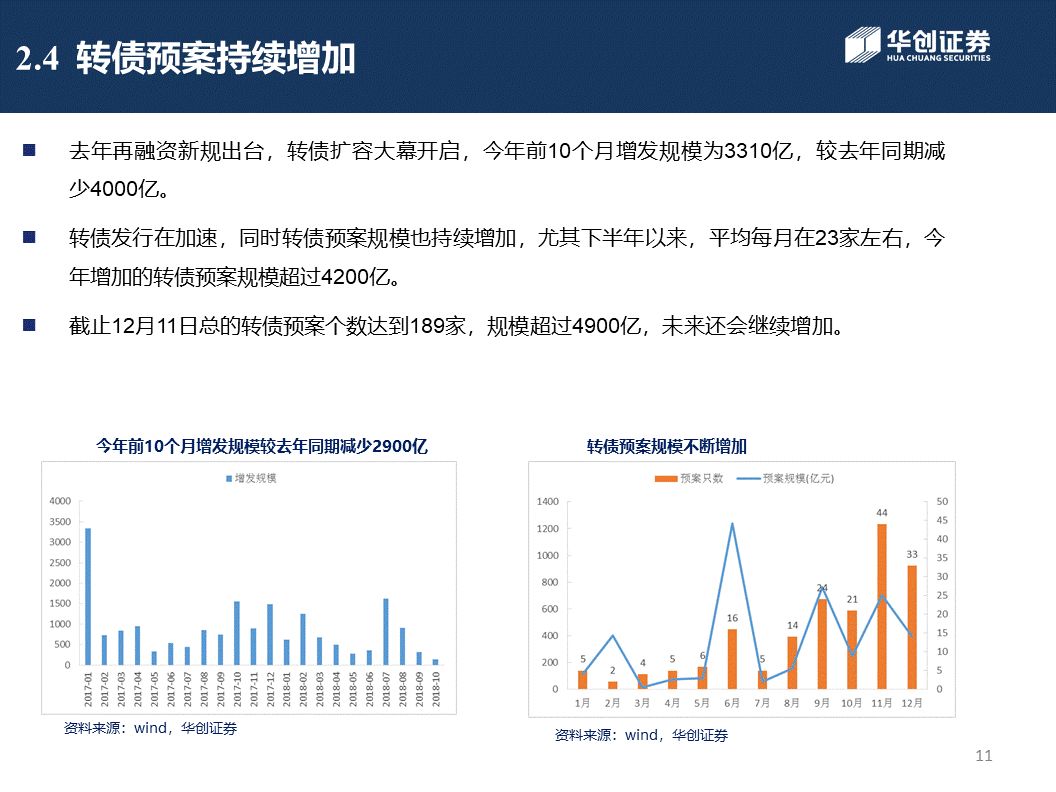 2.4 转债预案持续增加
华创证券
HUA CHUANG SECURITIES
去年再融资新规出台，转债扩容大幕开启，今年前10个月增发规模为3310亿，较去年同期减
少4000亿。
转债发行在加速，同时转债预案规模也持续增加，尤其下半年以来，平均每月在23家左右，今
年增加的转债预案规模超过4200亿。
截止12月11日总的转债预案个数达到189家，规模超过4900亿，未来还会继续增加。
今年前10个月增发规模较去年同期减少2900亿
增发规模
4000
3500
3000
2500
2000
1500
1000
500
0
2017-01 2017-02 2017-03 2017-04 2017-05 2017-06 2017-07 2017-08 2017-09 2017-10 2017-11 2017-12 2018-01 2018-02 2018-03 2018-04 2018-05 2018-06 2018-07 2018-08 2018-09 2018-10
资料来源：wind，华创证券
转债预案规模不断增加
预案只数 预案规模(亿元)
1400
1200
1000
800
600
400
200
0
5 2 4 5 6 16 5 14 24 21 44 33
50
45
40
35
30
25
20
15
10
5
0
1月 2月 3月 4月 5月 6月 7月 8月 9月 10月 11月 12月
资料来源：wind，华创证券
11